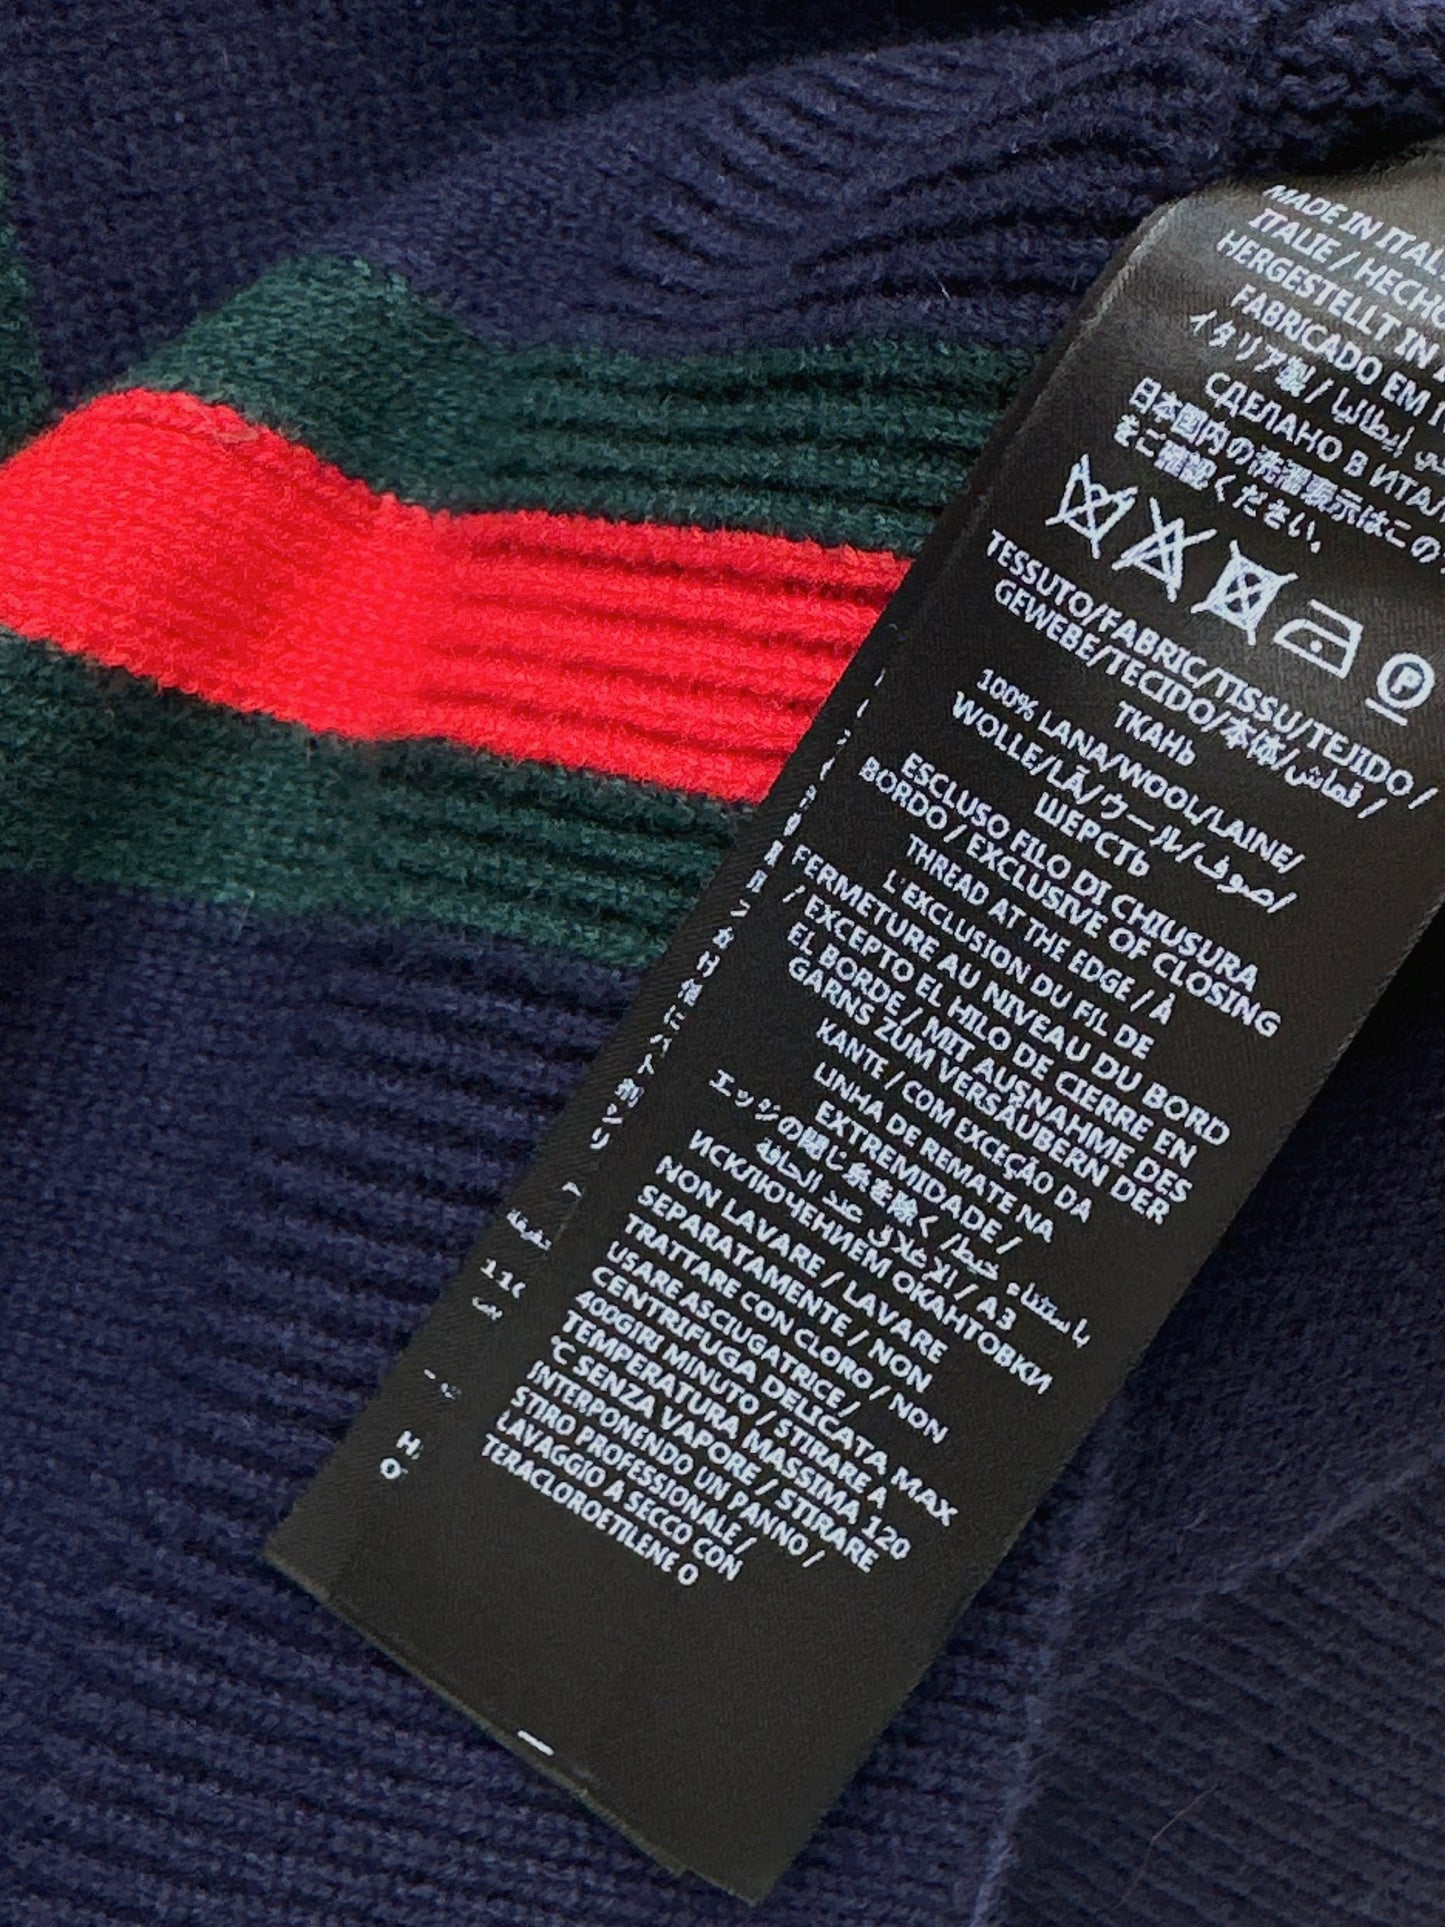 MADE IN ITAL
ITALIE / HECHO
HERGESTELLT IN
FABRICADO EM I
イタリア製 /
СДЕЛАНО В ИТАЛ
日本国内の洗濯表示はこの
をご確認ください。
P
TESSUTO/FABRIC/TISSU/TEJIDO/
GEWEBE/TECIDO/本体/قماش/
ТКАНЬ
100% LANA/WOOL/LAINE/
WOLLE/LÃ/ウール/صوف/
ШЕРСТЬ
ESCLUSO FILO DI CHIUSURA
BORDO / EXCLUSIVE OF CLOSING
THREAD AT THE EDGE / À
L'EXCLUSION DU FIL DE
FERMETURE AU NIVEAU DU BORD
/ EXCEPTO EL HILO DE CIERRE EN
EL BORDE / MIT AUSNAHME DES
GARNS ZUM VERSÄUBERN DER
KANTE / COM EXCEÇÃO DA
LINHA DE REMATE NA
EXTREMIDADE /
エッジの閉じ糸を除く / باستثناء خيط
الإغلاق عند الحافة / АЗ
ИСКЛЮЧЕНИЕМ ОКАНТОВКИ
NON LAVARE / LAVARE
SEPARATAMENTE / NON
TRATTARE CON CLORO / NON
USARE ASCIUGATRICE /
CENTRIFUGA DELICATA MAX
400GIRI MINUTO / STIRARE A
TEMPERATURA MASSIMA 120
°C SENZA VAPORE / STIRARE
INTERPONENDO UN PANNO /
STIRO PROFESSIONALE /
LAVAGGIO A SECCO CON
TERACLOROETILENE O